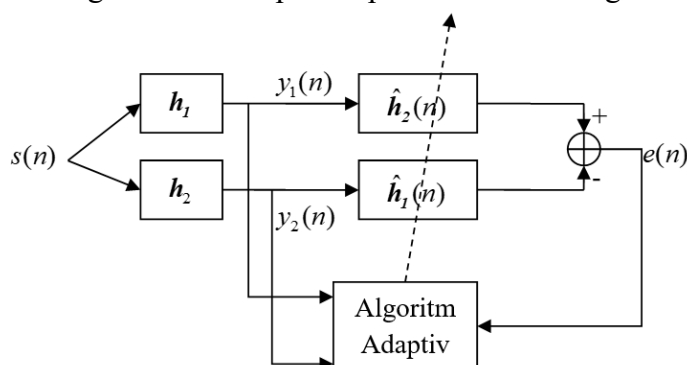 h₁
y₁(n)
ĥ₂(n)
+
s(n)
e(n)
h₂
ĥ₁(n)
-
y₂(n)
Algoritm
Adaptiv